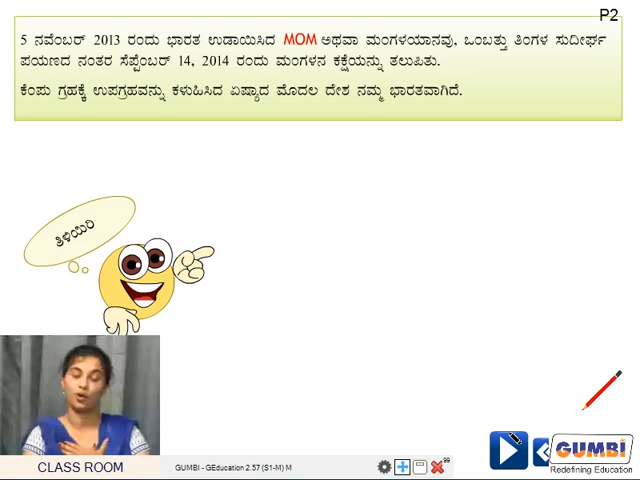 P2
5 ನವೆಂಬರ್ 2013 ರಂದು ಭಾರತ ಉಡಾಯಿಸಿದ MOM ಅಥವಾ ಮಂಗಳಯಾನವು, ಒಂಬತ್ತು ತಿಂಗಳ ಸುದೀರ್ಘ
ಪಯಣದ ನಂತರ ಸೆಪ್ಟೆಂಬರ್ 14, 2014 ರಂದು ಮಂಗಳನ ಕಕ್ಷೆಯನ್ನು ತಲುಪಿತು.
ಕೆಂಪು ಗ್ರಹಕ್ಕೆ ಉಪಗ್ರಹವನ್ನು ಕಳುಹಿಸಿದ ಏಷ್ಯಾದ ಮೊದಲ ದೇಶ ನಮ್ಮ ಭಾರತವಾಗಿದೆ.
ತಿಳಿಯಿರಿ
CLASS ROOM
GUMBI - GEducation 2.57 (S1-M) M
99
GUMBi
Redefining Education